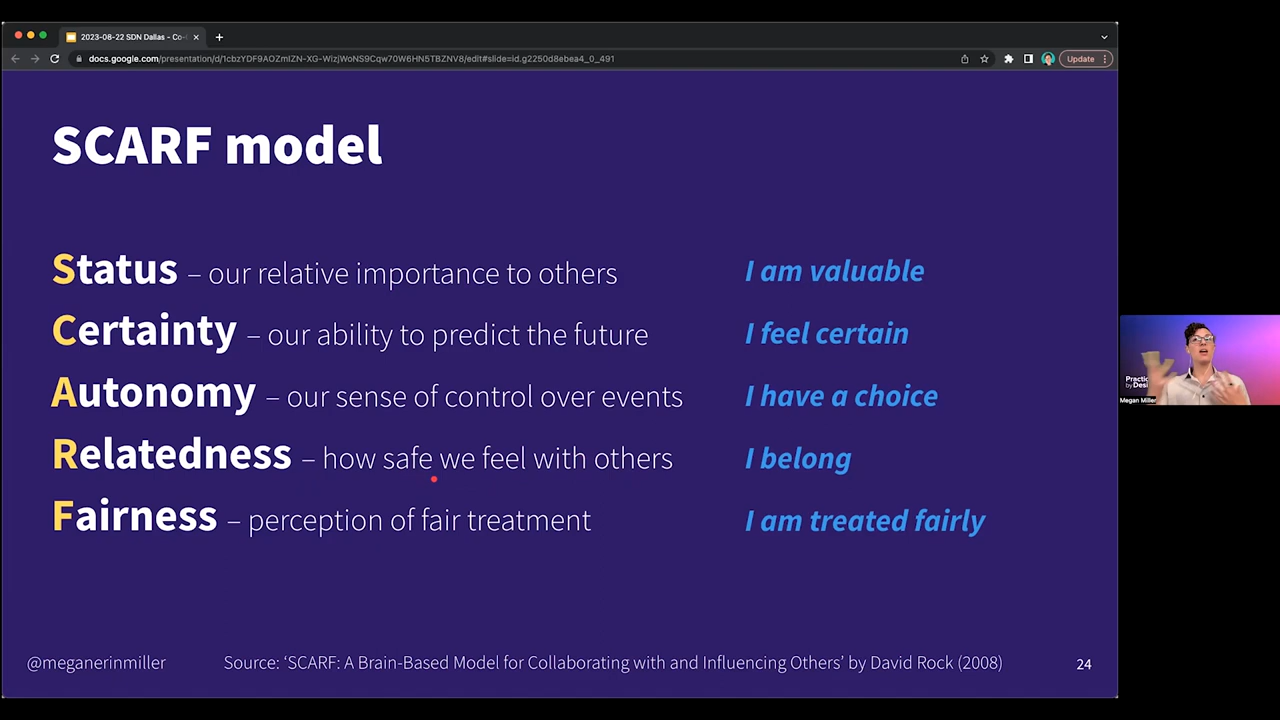 2023-08-22 SDN Dallas - Co-
docs.google.com/presentation/d/1cbzYDF9AOZmIZN-XG-WizjWoNS9Cqw70W6HN5TBZNV8/edit#slide=id.g2250d8ebea4_0_491
Update
SCARF model
Status – our relative importance to others I am valuable
Certainty – our ability to predict the future I feel certain
Autonomy – our sense of control over events I have a choice
Relatedness – how safe we feel with others I belong
Fairness – perception of fair treatment I am treated fairly
Practic
by Desi
Megan Miller
@meganerinmiller Source: ‘SCARF: A Brain-Based Model for Collaborating with and Influencing Others’ by David Rock (2008) 24